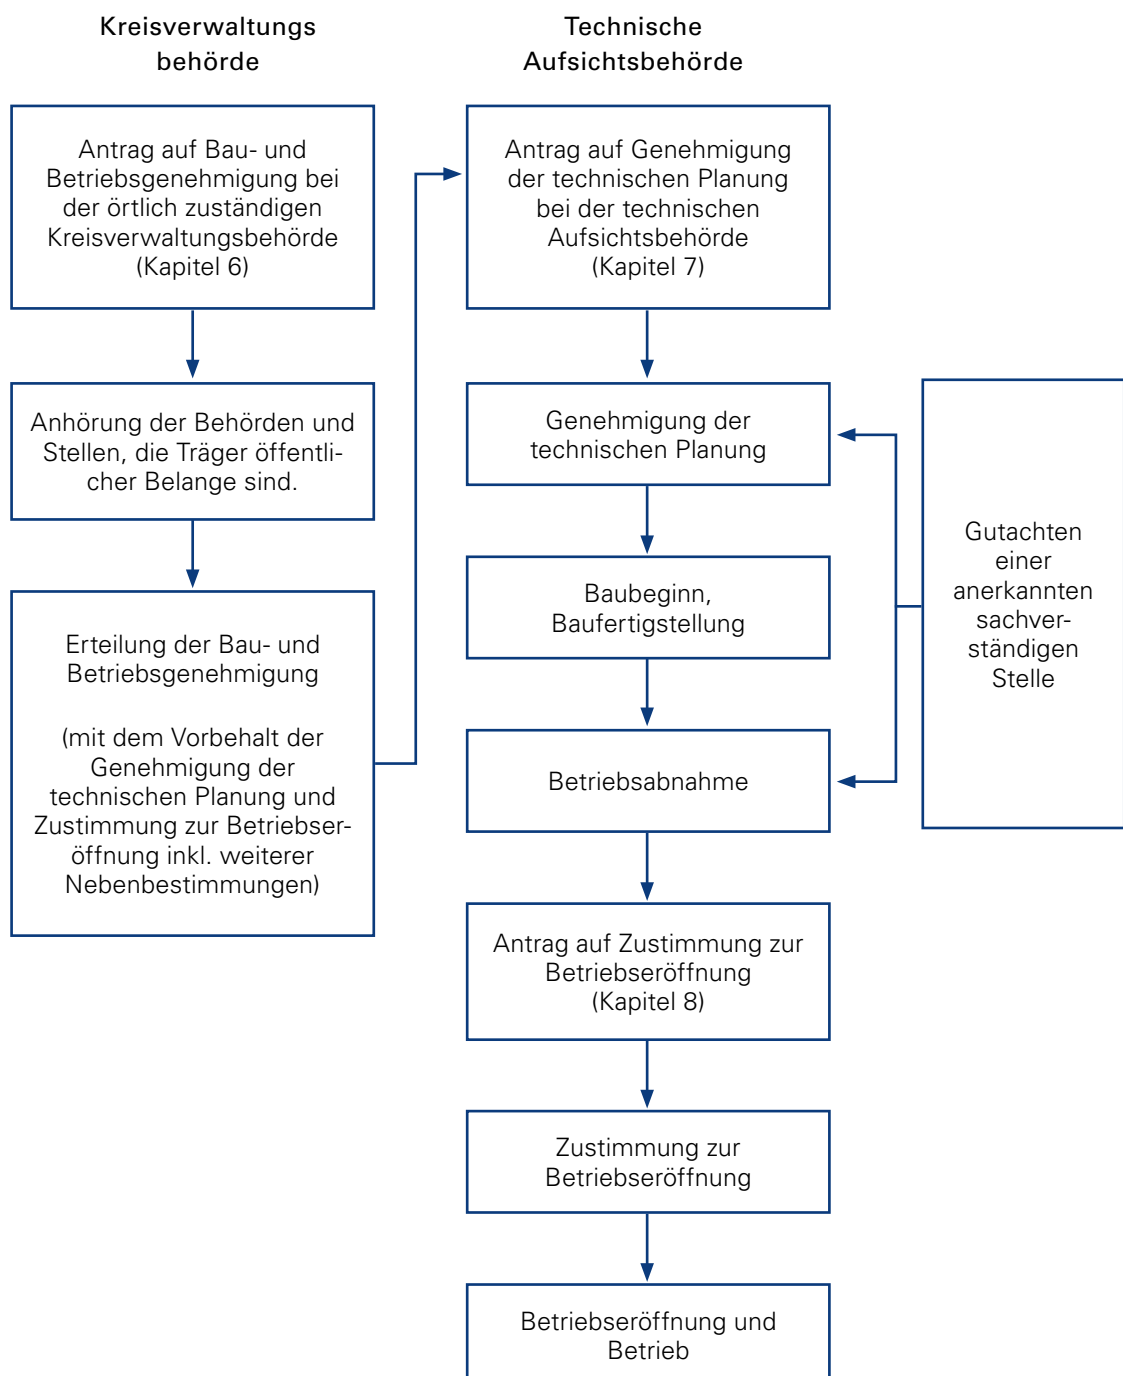 Kreisverwaltungs
behörde
Antrag auf Bau- und
Betriebsgenehmigung bei
der örtlich zuständigen
Kreisverwaltungsbehörde
(Kapitel 6)
Anhörung der Behörden und
Stellen, die Träger öffentli-
cher Belange sind.
Erteilung der Bau- und
Betriebsgenehmigung
(mit dem Vorbehalt der
Genehmigung der
technischen Planung und
Zustimmung zur Betriebser-
öffnung inkl. weiterer
Nebenbestimmungen)
Technische
Aufsichtsbehörde
Antrag auf Genehmigung
der technischen Planung
bei der technischen
Aufsichtsbehörde
(Kapitel 7)
Genehmigung der
technischen Planung
Baubeginn,
Baufertigstellung
Betriebsabnahme
Antrag auf Zustimmung zur
Betriebseröffnung
(Kapitel 8)
Zustimmung zur
Betriebseröffnung
Betriebseröffnung und
Betrieb
Gutachten
einer
anerkannten
sachver-
ständigen
Stelle